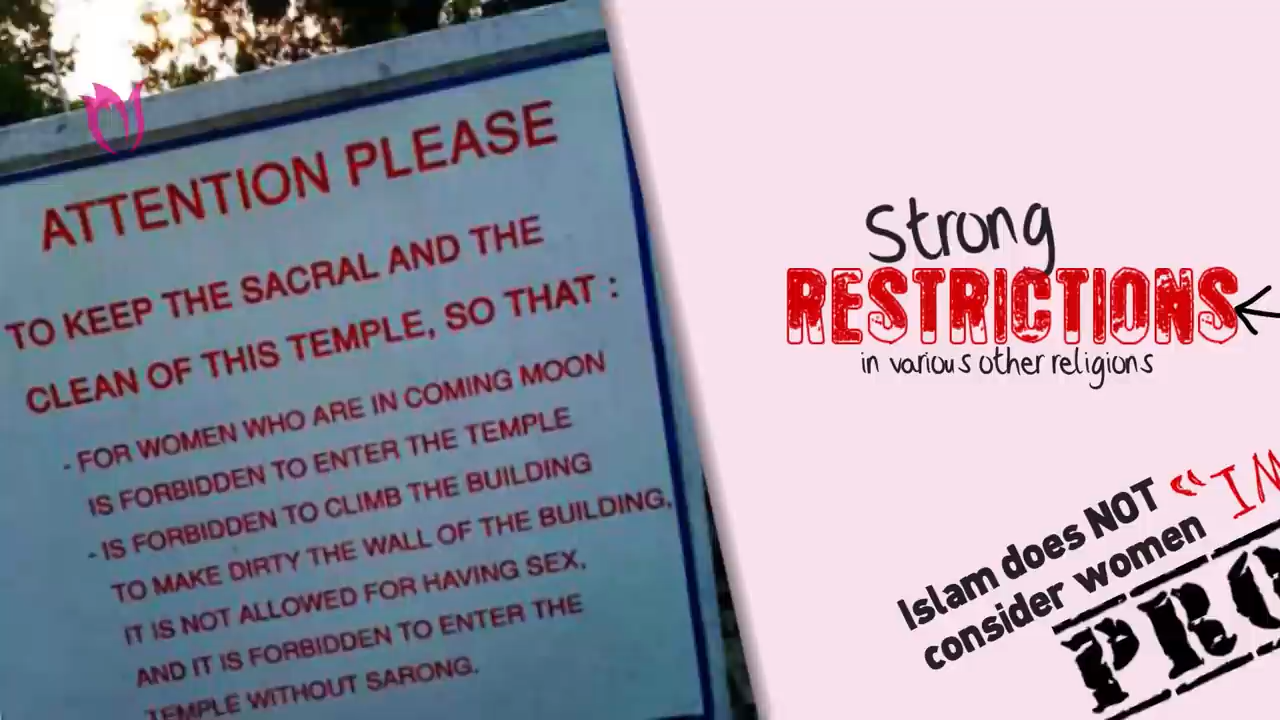 ATTENTION PLEASE
TO KEEP THE SACRAL AND THE
CLEAN OF THIS TEMPLE, SO THAT :
- FOR WOMEN WHO ARE IN COMING MOON
IS FORBIDDEN TO ENTER THE TEMPLE
- IS FORBIDDEN TO CLIMB THE BUILDING
TO MAKE DIRTY THE WALL OF THE BUILDING,
IT IS NOT ALLOWED FOR HAVING SEX,
AND IT IS FORBIDDEN TO ENTER THE
TEMPLE WITHOUT SARONG.
Strong
RESTRICTIONS
in various other religions
Islam does NOT
consider women